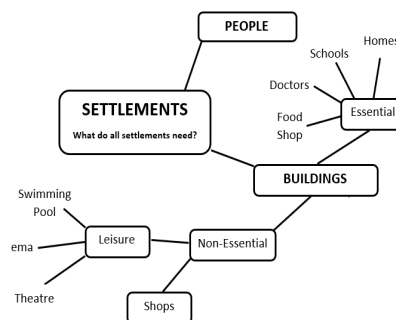 PEOPLE
Homes
Schools
Doctors
SETTLEMENTS
What do all settlements need?
Essential
Food
Shop
BUILDINGS
Swimming
Pool
Leisure
Non-Essential
ema
Theatre
Shops